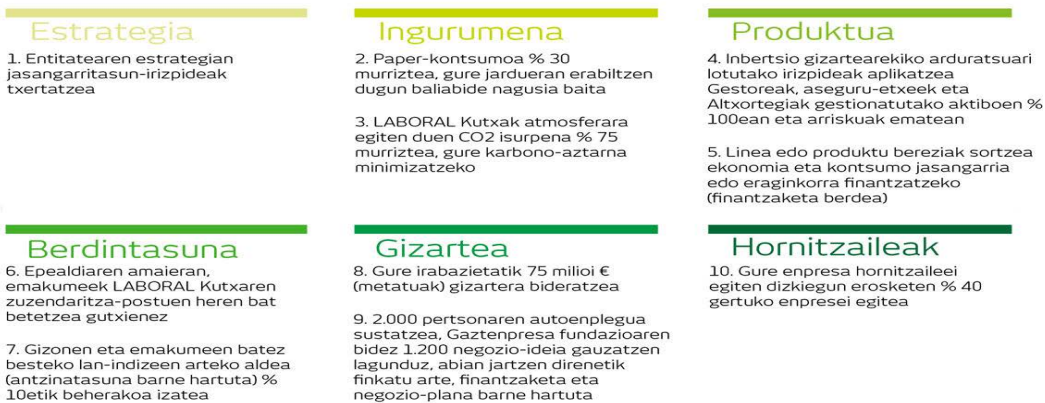 Estrategia
1. Entitatearen estrategian
jasangarritasun-irizpideak
txertatzea
Ingurumena
2. Paper-kontsumoa % 30
murriztea, gure jardueran erabiltzen
dugun baliabide nagusia baita
3. LABORAL Kutxak atmosferara
egiten duen CO2 isurpena % 75
murriztea, gure karbono-aztarna
minimizatzeko
Produktua
4. Inbertsio gizartearekiko arduratsuari
lotutako irizpideak aplikatzea
Gestoreak, aseguru-etxeek eta
Altxortegiak gestionatutako aktiboen %
100ean eta arriskuak ematean
5. Linea edo produktu bereziak sortzea
ekonomia eta kontsumo jasangarria
edo eraginkorra finantzatzeko
(finantzaketa berdea)
Berdintasuna
6. Epealdiaren amaieran,
emakumeek LABORAL Kutxaren
zuzendaritza-postuen heren bat
betetzea gutxienez
7. Gizonen eta emakumeen batez
besteko lan-indizeen arteko aldea
(antzinatasuna barne hartuta) %
10etik beherakoa izatea
Gizartea
8. Gure irabazietatik 75 milioi €
(metatuak) gizartera bideratzea
9. 2.000 pertsonaren autoenplegua
sustatzea, Gaztenpresa fundazioaren
bidez 1.200 negozio-ideia gauzatzen
lagunduz, abian jartzen direnetik
finkatu arte, finantzaketa eta
negozio-plana barne hartuta
Hornitzaileak
10. Gure enpresa hornitzaileei
egiten dizkiegun erosketen % 40
gertuko enpresei egitea